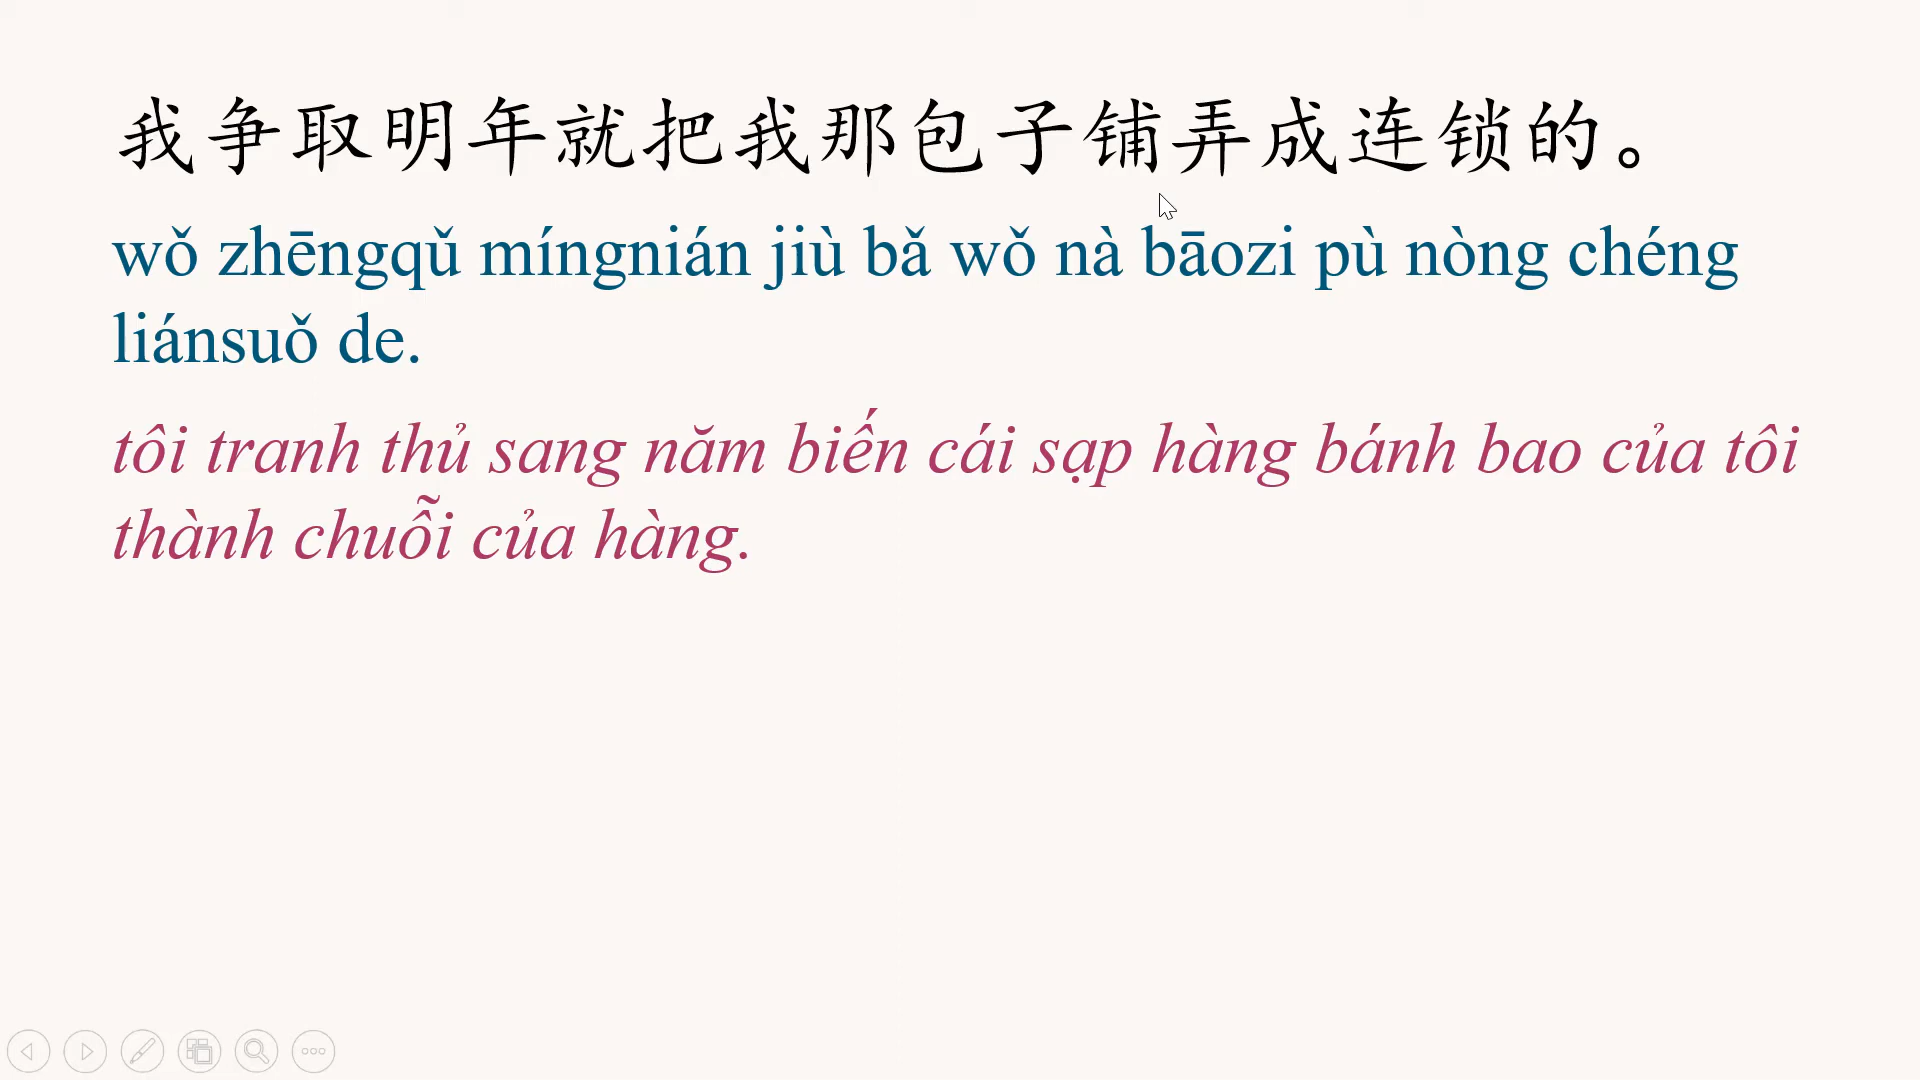 我争取明年就把我那包子铺弄成连锁的。
wǒ zhēngqǔ míngnián jiù bǎ wǒ nà bāozi pù nòng chéng
liánsuǒ de.
tôi tranh thủ sang năm biến cái sạp hàng bánh bao của tôi
thành chuỗi của hàng.